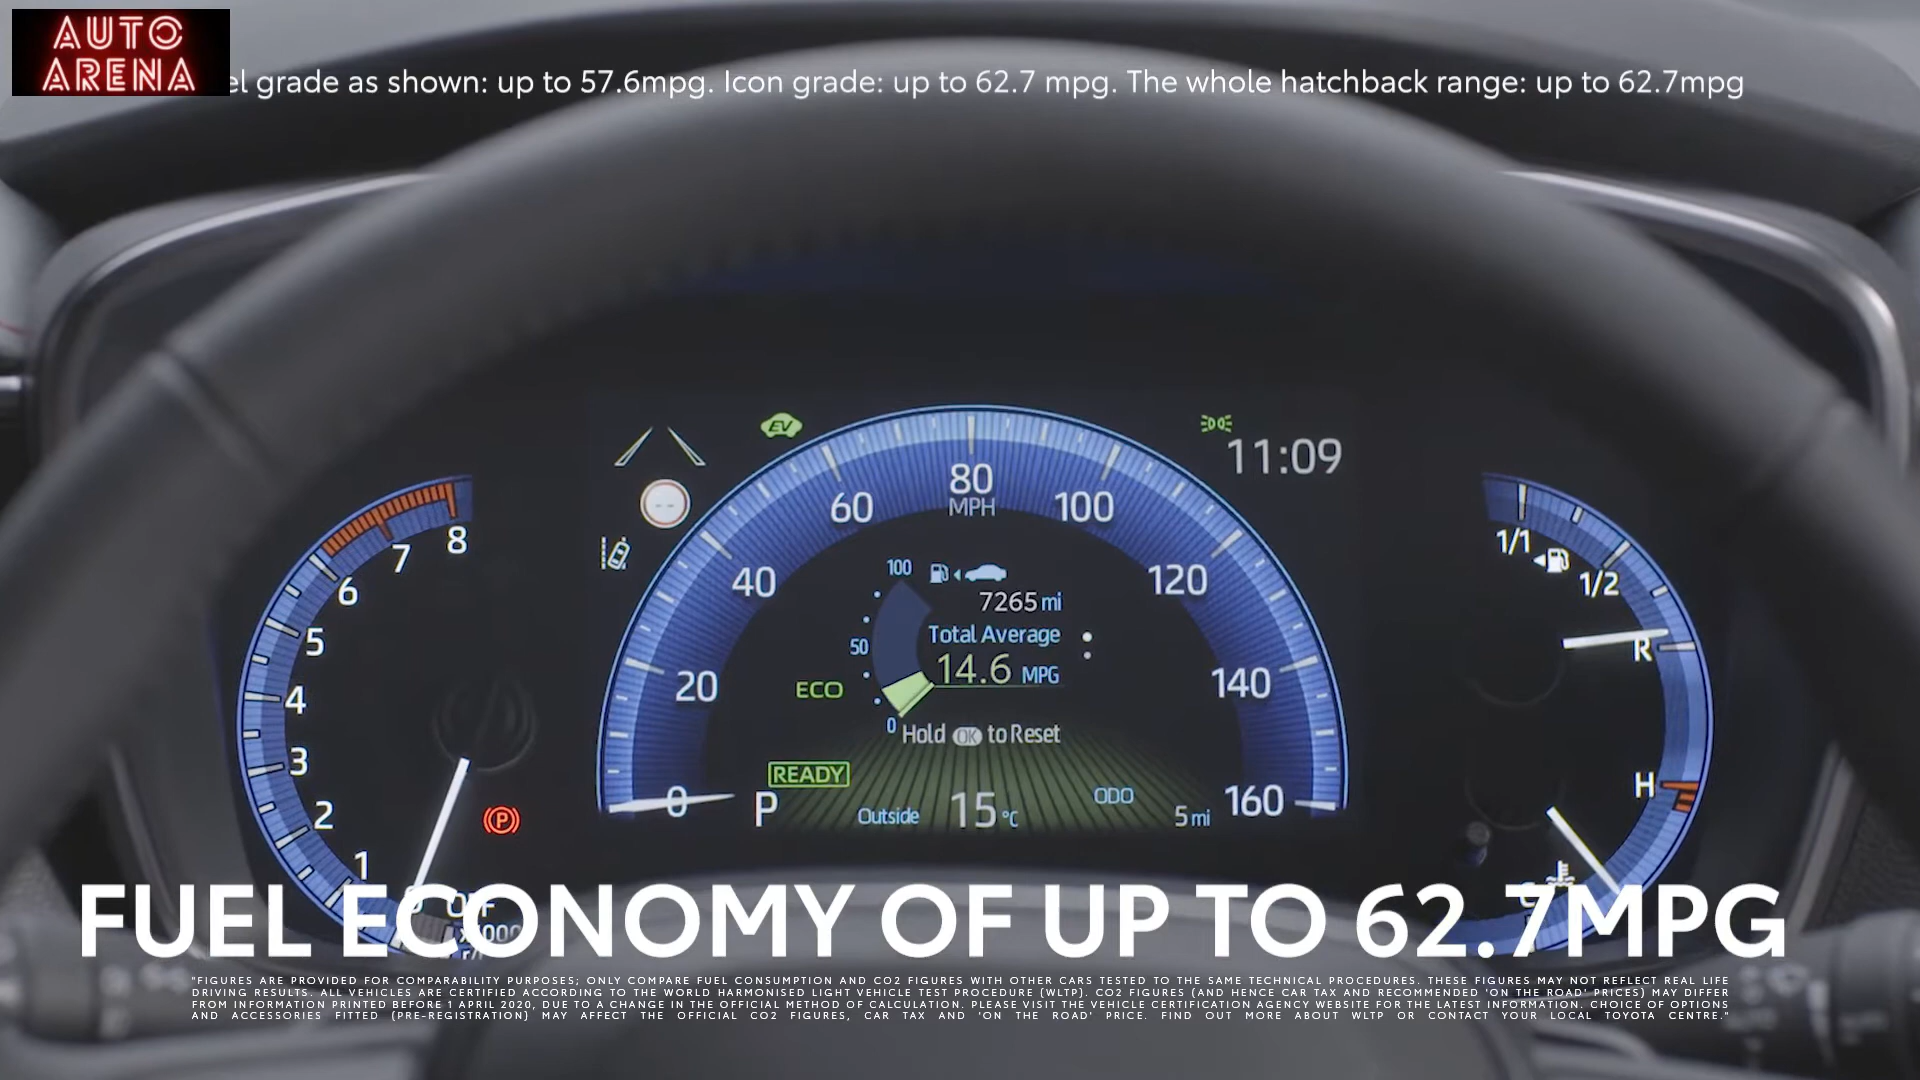 AUTO
ARENA
el grade as shown: up to 57.6mpg. Icon grade: up to 62.7 mpg. The whole hatchback range: up to 62.7mpg
EV
11:09
80
MPH
60
100
8
7
1/1
1/2
40
120
6
100
7265 mi
5
50
Total Average
R
14.6 MPG
20
ECO
140
4
0
Hold OK to Reset
3
READY
H
2
0
P
Outside
15 °C
ODO
5 mi
160
P
1
FUEL ECONOMY OF UP TO 62.7MPG
"FIGURES ARE PROVIDED FOR COMPARABILITY PURPOSES; ONLY COMPARE FUEL CONSUMPTION AND CO2 FIGURES WITH OTHER CARS TESTED TO THE SAME TECHNICAL PROCEDURES. THESE FIGURES MAY NOT REFLECT REAL LIFE
DRIVING RESULTS. ALL VEHICLES ARE CERTIFIED ACCORDING TO THE WORLD HARMONISED LIGHT VEHICLE TEST PROCEDURE (WLTP). CO2 FIGURES (AND HENCE CAR TAX AND RECOMMENDED 'ON THE ROAD' PRICES) MAY DIFFER
FROM INFORMATION PRINTED BEFORE 1 APRIL 2020, DUE TO A CHANGE IN THE OFFICIAL METHOD OF CALCULATION. PLEASE VISIT THE VEHICLE CERTIFICATION AGENCY WEBSITE FOR THE LATEST INFORMATION. CHOICE OF OPTIONS
AND ACCESSORIES FITTED (PRE-REGISTRATION) MAY AFFECT THE OFFICIAL CO2 FIGURES, CAR TAX AND 'ON THE ROAD' PRICE. FIND OUT MORE ABOUT WLTP OR CONTACT YOUR LOCAL TOYOTA CENTRE."